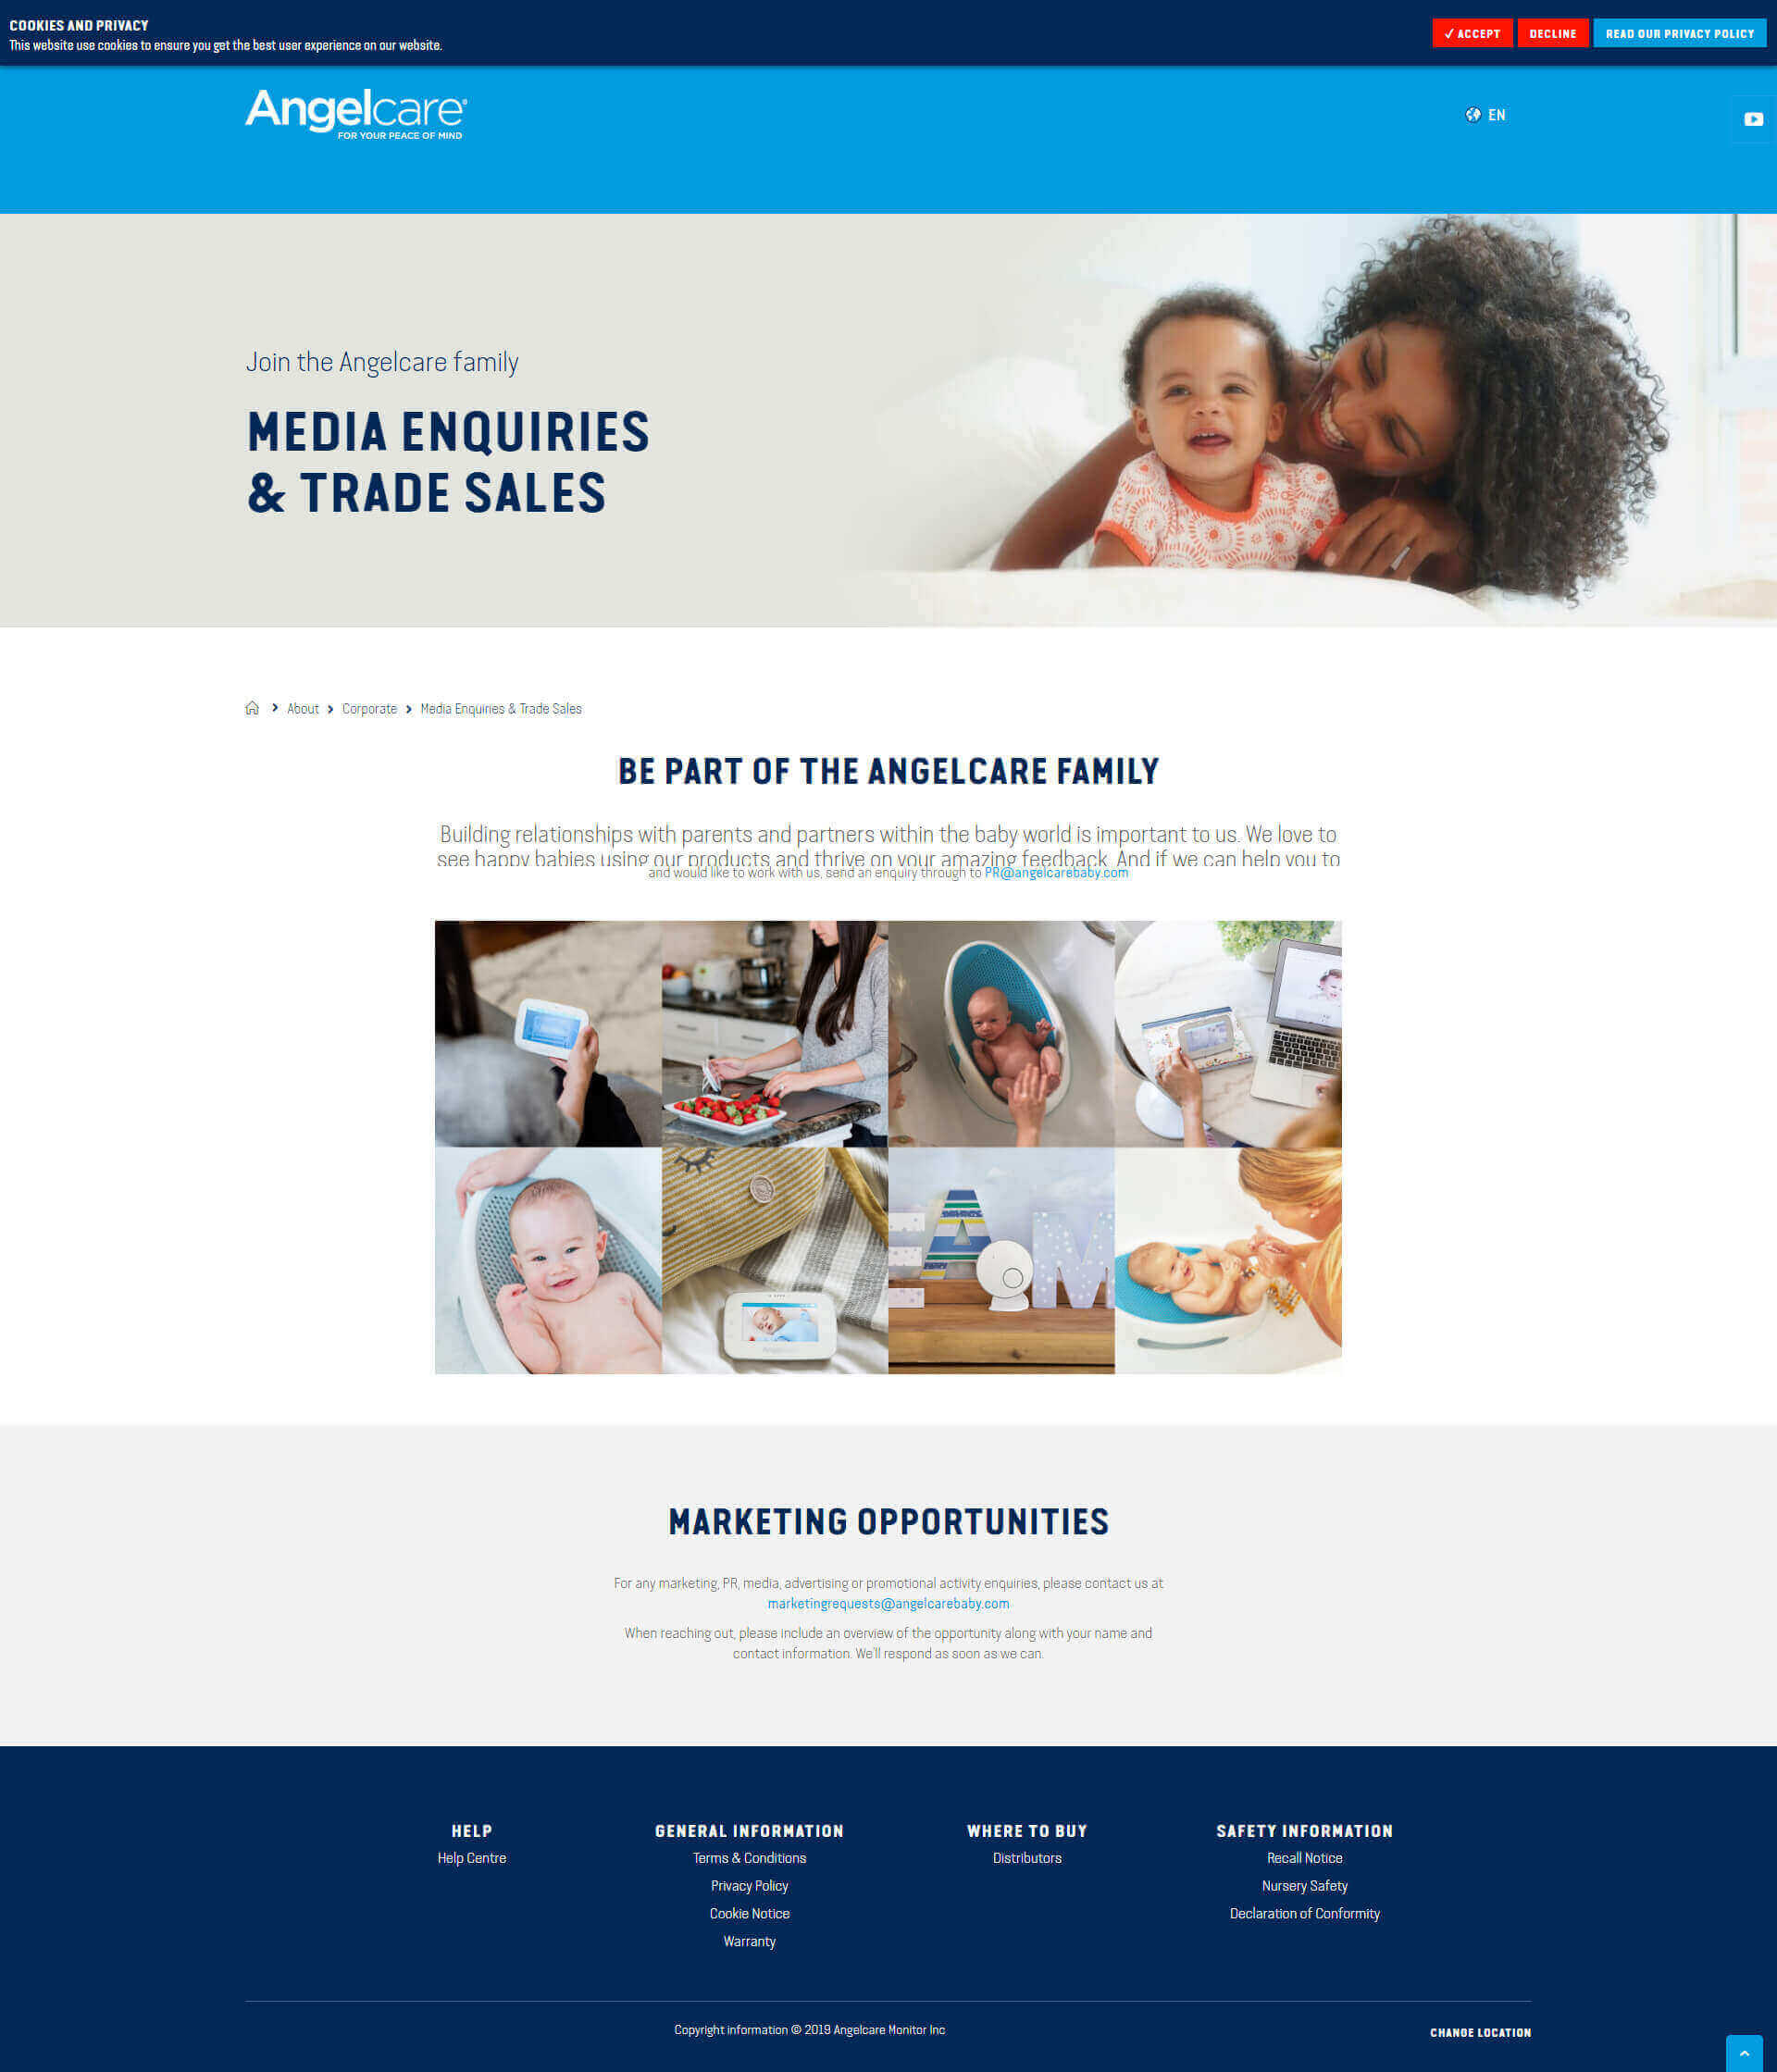 COOKIES AND PRIVACY
This website use cookies to ensure you get the best user experience on our website.
✓ ACCEPT
DECLINE
READ OUR PRIVACY POLICY
Angelcare®
FOR YOUR PEACE OF MIND
EN
Join the Angelcare family
MEDIA ENQUIRIES
& TRADE SALES
About > Corporate > Media Enquiries & Trade Sales
BE PART OF THE ANGELCARE FAMILY
Building relationships with parents and partners within the baby world is important to us. We love to
see happy babies using our products and thrive on your amazing feedback. And if we can help you to
and would like to work with us, send an enquiry through to PR@angelcarebaby.com
E A M
MARKETING OPPORTUNITIES
For any marketing, PR, media, advertising or promotional activity enquiries, please contact us at
marketingrequests@angelcarebaby.com
When reaching out, please include an overview of the opportunity along with your name and
contact information. We'll respond as soon as we can.
HELP
Help Centre
GENERAL INFORMATION
Terms & Conditions
Privacy Policy
Cookie Notice
Warranty
WHERE TO BUY
Distributors
SAFETY INFORMATION
Recall Notice
Nursery Safety
Declaration of Conformity
Copyright information © 2019 Angelcare Monitor Inc
CHANGE LOCATION